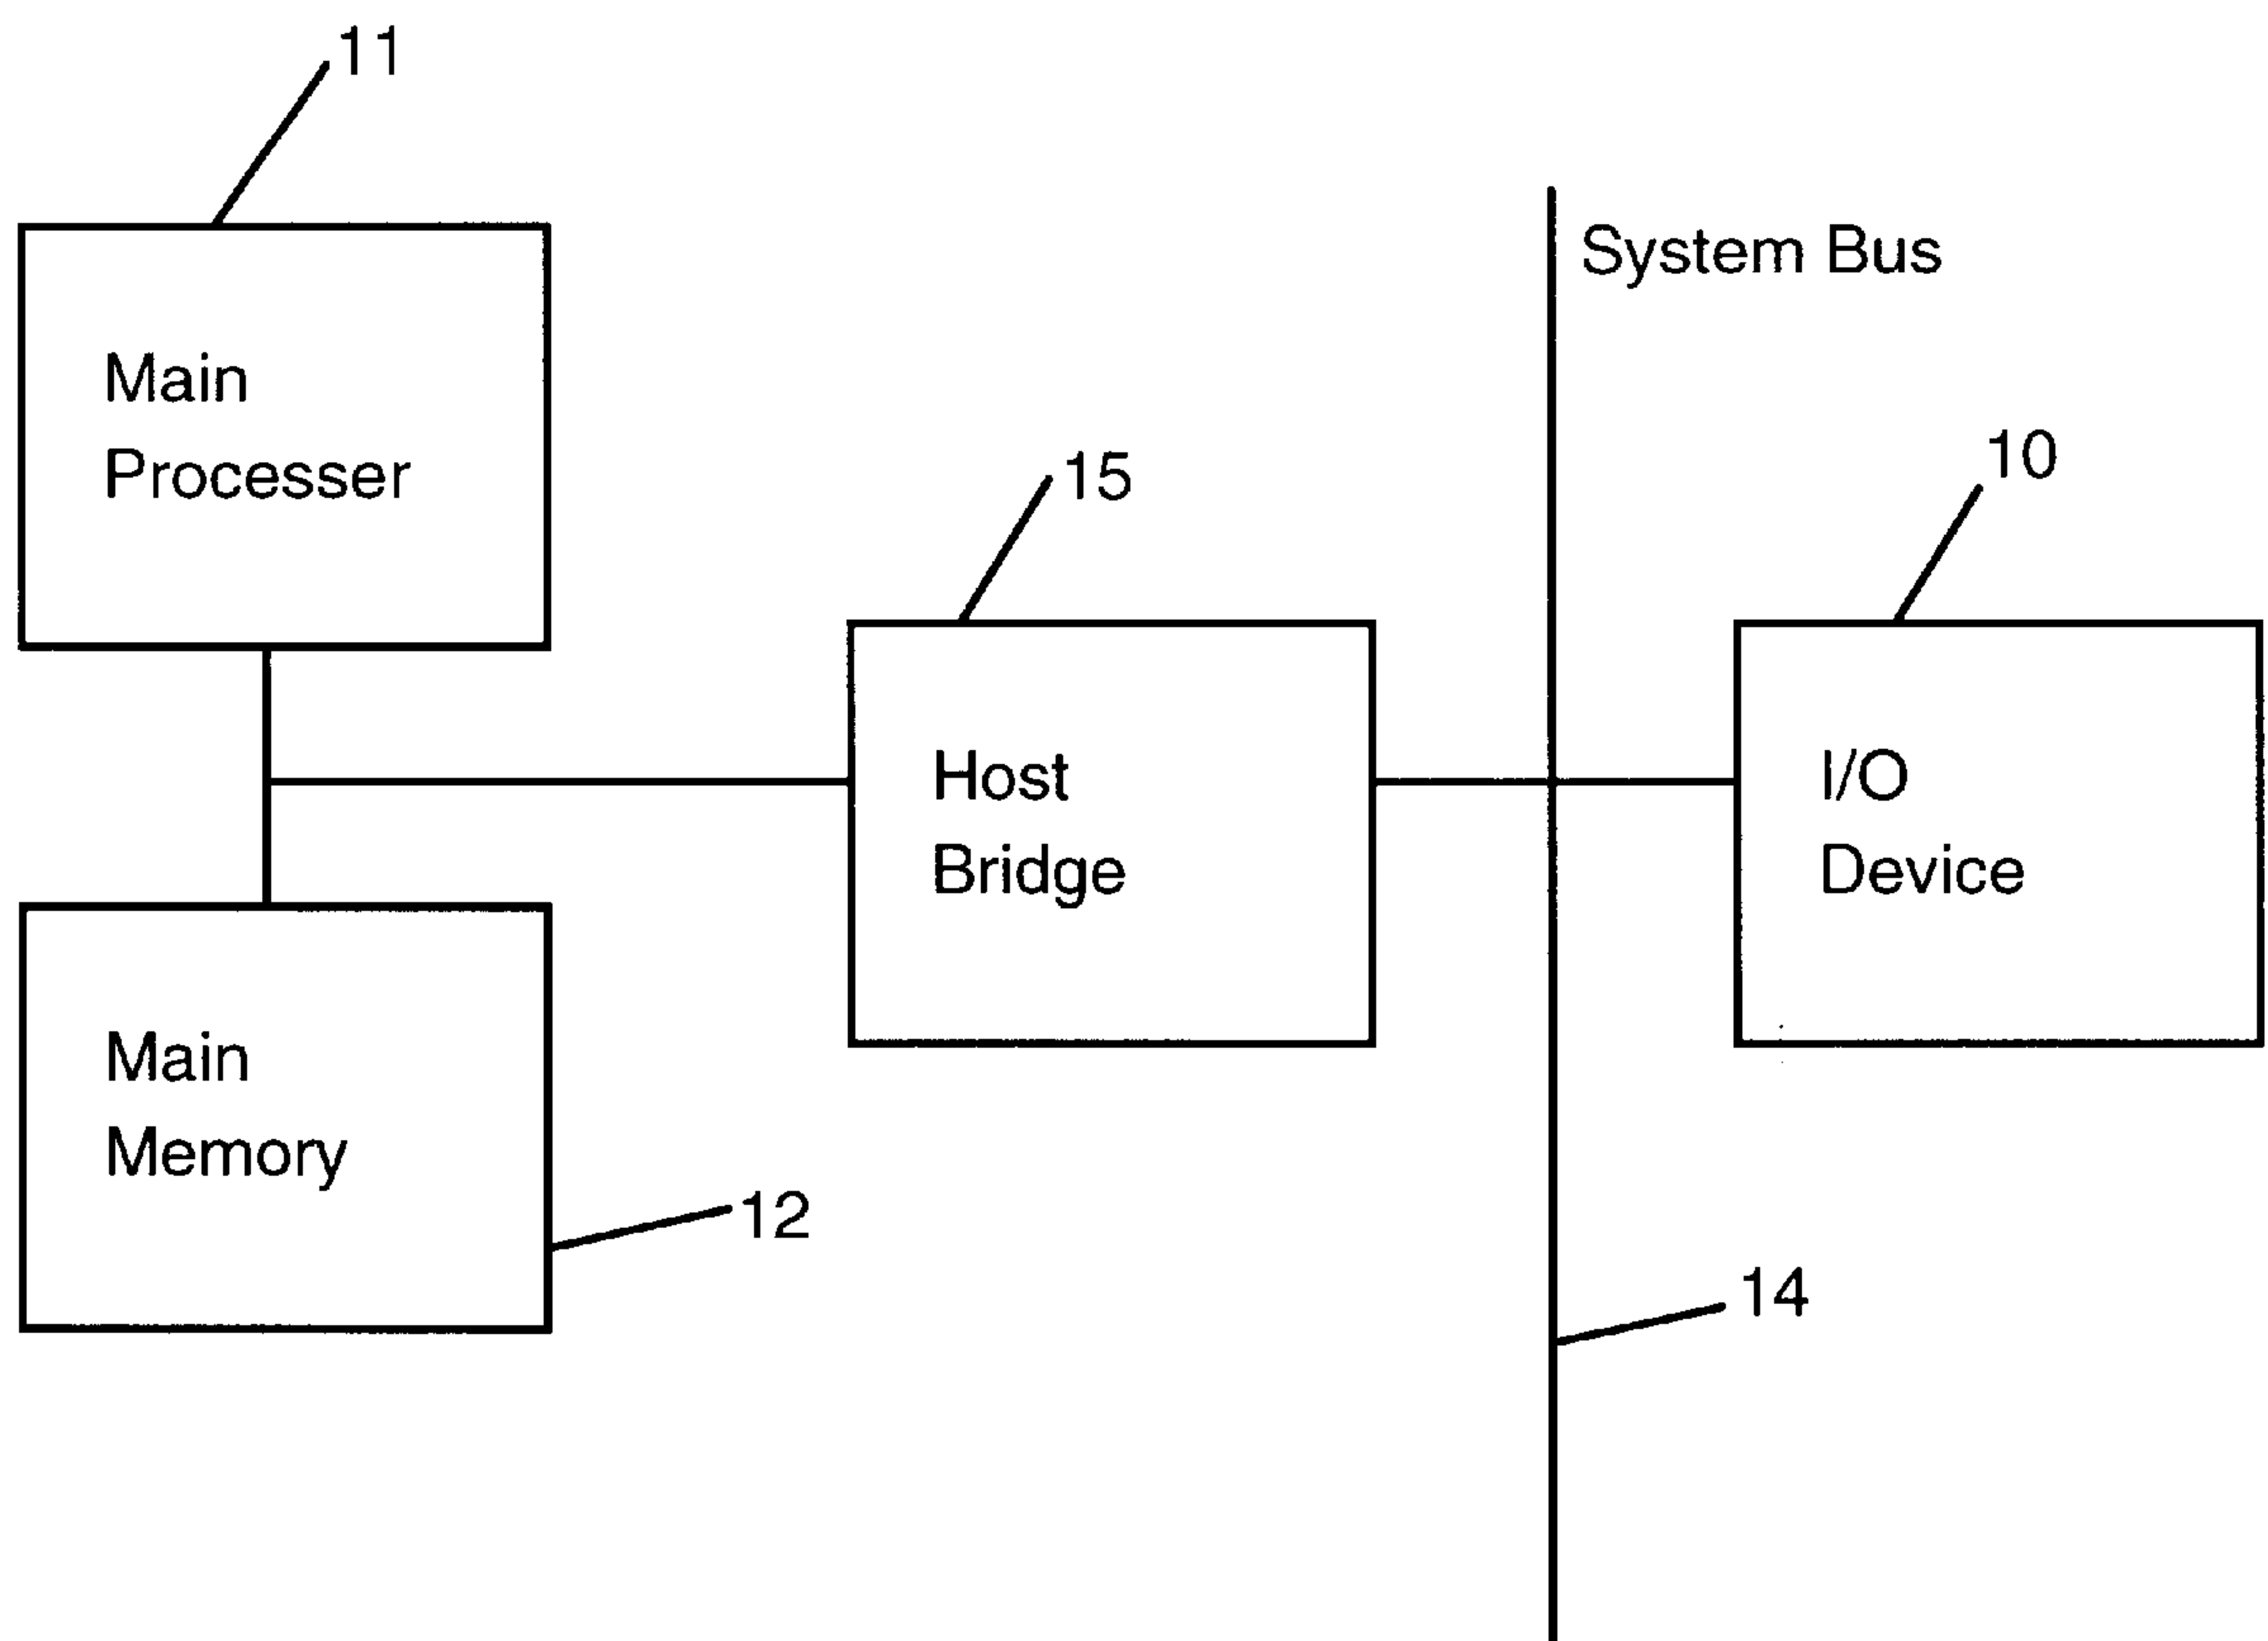 11
System Bus
Main
Processer
15
10
Host
Bridge
I/O
Device
Main
Memory
12
14